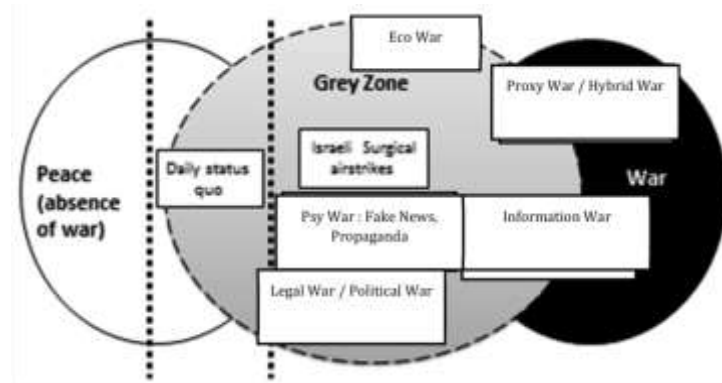 Eco War
Grey Zone
Proxy War / Hybrid War
Peace
(absence
of war)
Daily status
quo
Israeli Surgical
airstrikes
War
Psy War : Fake News,
Propaganda
Information War
Legal War / Political War